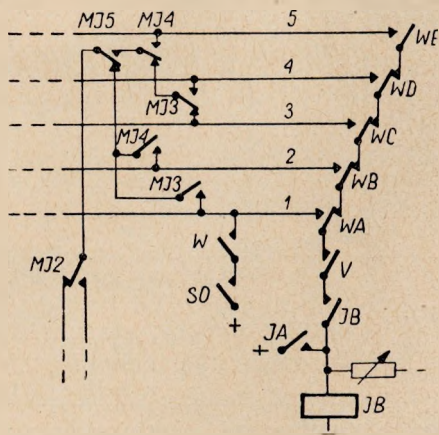 MJ5 MJ4 5 WE
4 WD
MJ3 3 WC
MJ4 2 WB
MJ3 1 WA
MJ2 W V
SO JB
+ JA +
JB